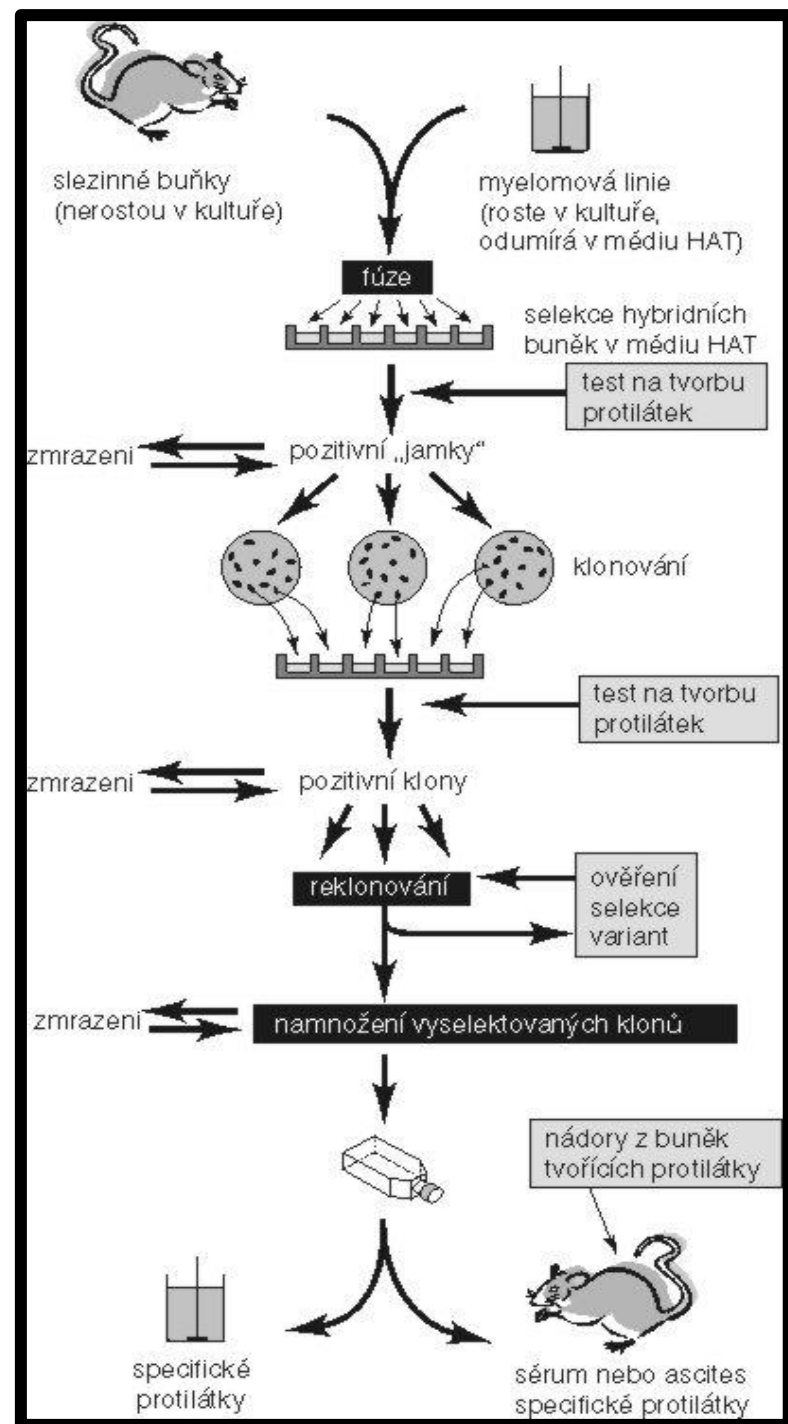 slezinné buňky
(nerostou v kultuře)
myelomová linie
(roste v kultuře,
odumírá v médiu HAT)
fúze
selekce hybridních
buněk v médiu HAT
test na tvorbu
protilátek
zmrazeni
pozitivní „jamky“
klonování
test na tvorbu
protilátek
zmrazeni
pozitivní klony
reklonování
ověření
selekce
variant
zmrazeni
namnožení vyselektovaných klonů
nádory z buněk
tvořících protilátky
specifické
protilátky
sérum nebo ascites
specifické protilátky